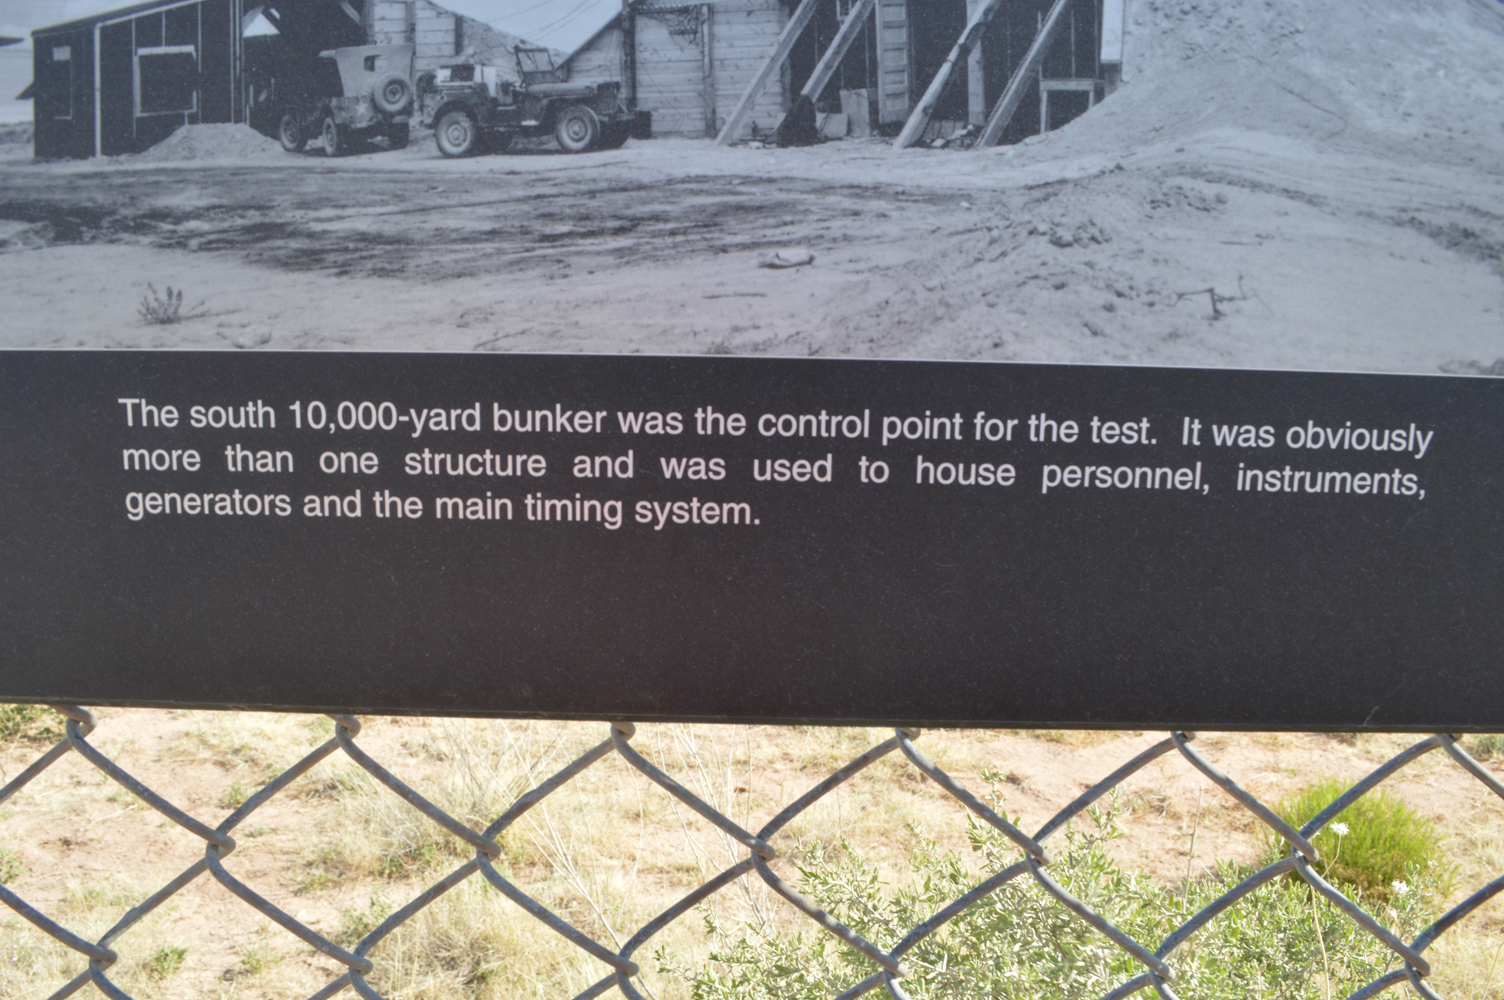 The south 10,000-yard bunker was the control point for the test.  It was obviously
more than one structure and was used to house personnel, instruments,
generators and the main timing system.